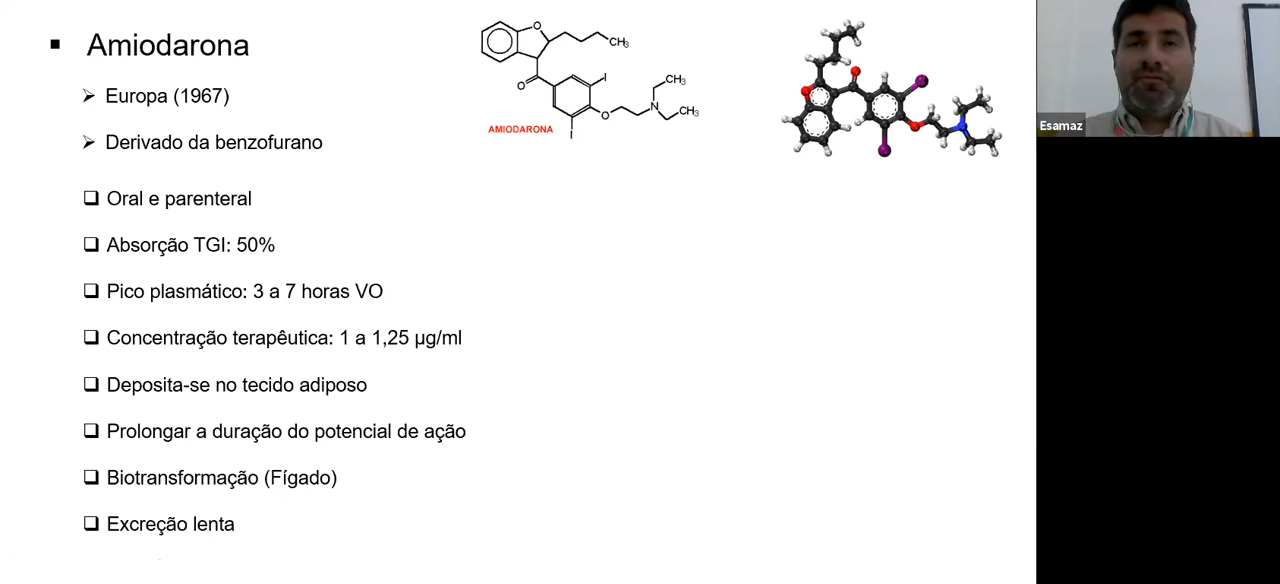 ▪ Amiodarona
➢ Europa (1967)
➢ Derivado da benzofurano
❑ Oral e parenteral
❑ Absorção TGI: 50%
❑ Pico plasmático: 3 a 7 horas VO
❑ Concentração terapêutica: 1 a 1,25 µg/ml
❑ Deposita-se no tecido adiposo
❑ Prolongar a duração do potencial de ação
❑ Biotransformação (Fígado)
❑ Excreção lenta
O
CH3
O
I
CH3
N
O
CH3
I
AMIODARONA
Esamaz